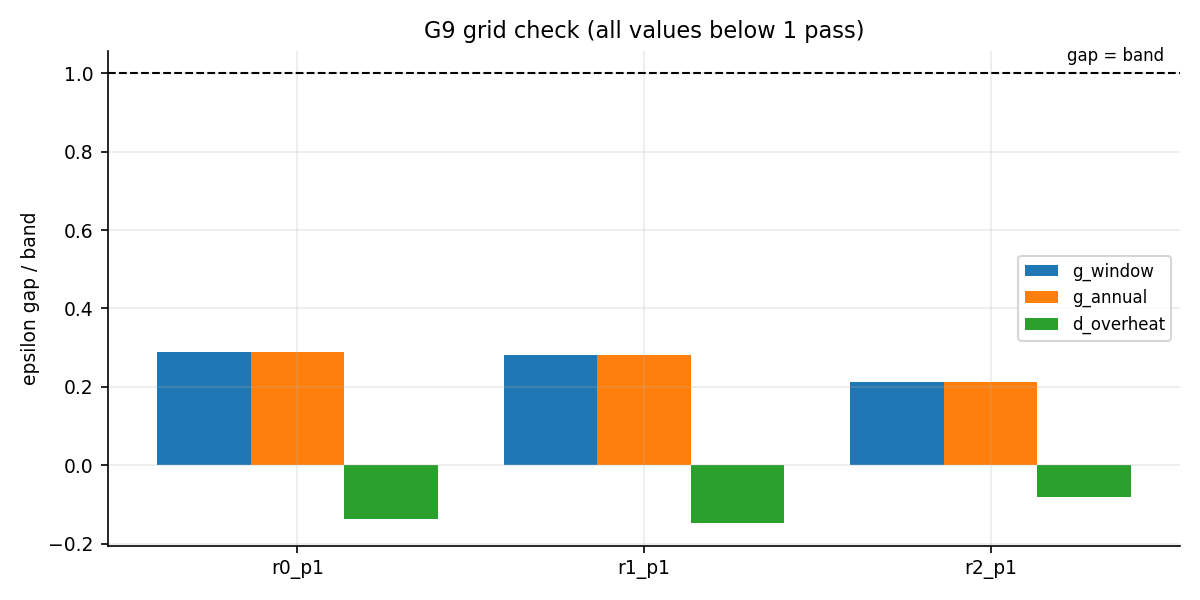 G9 grid check (all values below 1 pass)
gap = band
1.0
0.8
0.6
0.4
0.2
0.0
−0.2
epsilon gap / band
g_window
g_annual
d_overheat
r0_p1
r1_p1
r2_p1